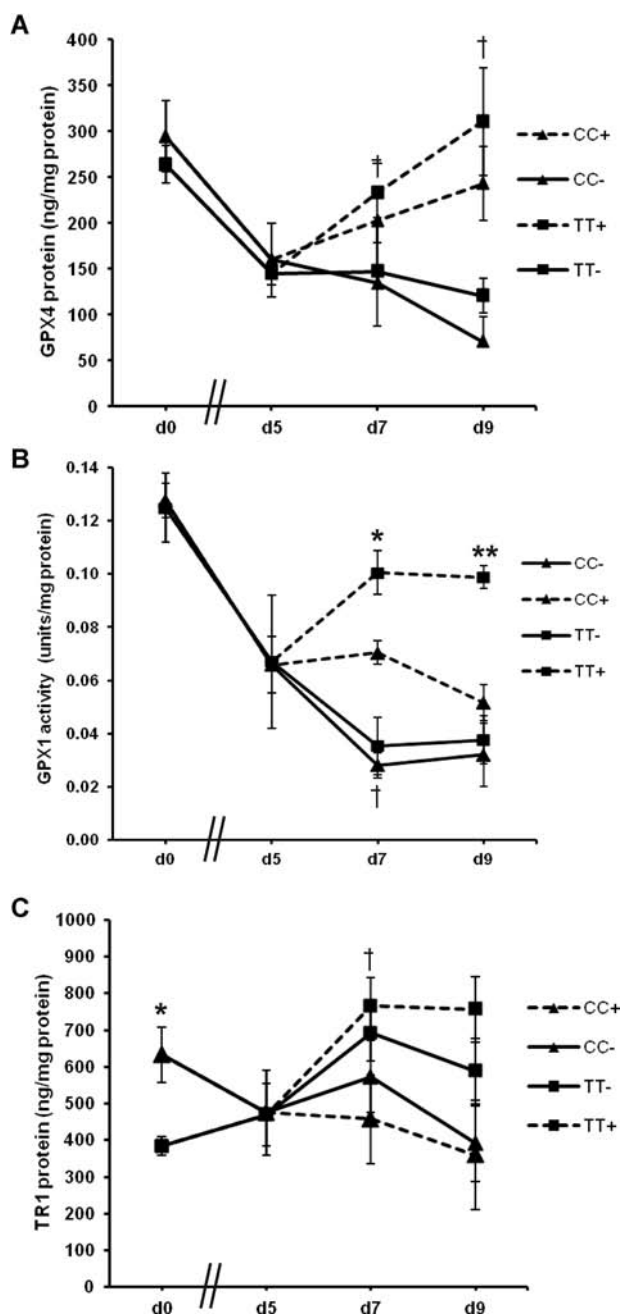 A
GPX4 protein (ng/mg protein)
400
350
300
250
200
150
100
50
0
d0
d5
d7
d9
†
†
CC+
CC-
TT+
TT-
B
GPX1 activity (units/mg protein)
0.14
0.12
0.10
0.08
0.06
0.04
0.02
0.00
d0
d5
d7
d9
*
**
†
CC-
CC+
TT-
TT+
C
TR1 protein (ng/mg protein)
1000
900
800
700
600
500
400
300
200
100
0
d0
d5
d7
d9
*
†
CC+
CC-
TT-
TT+